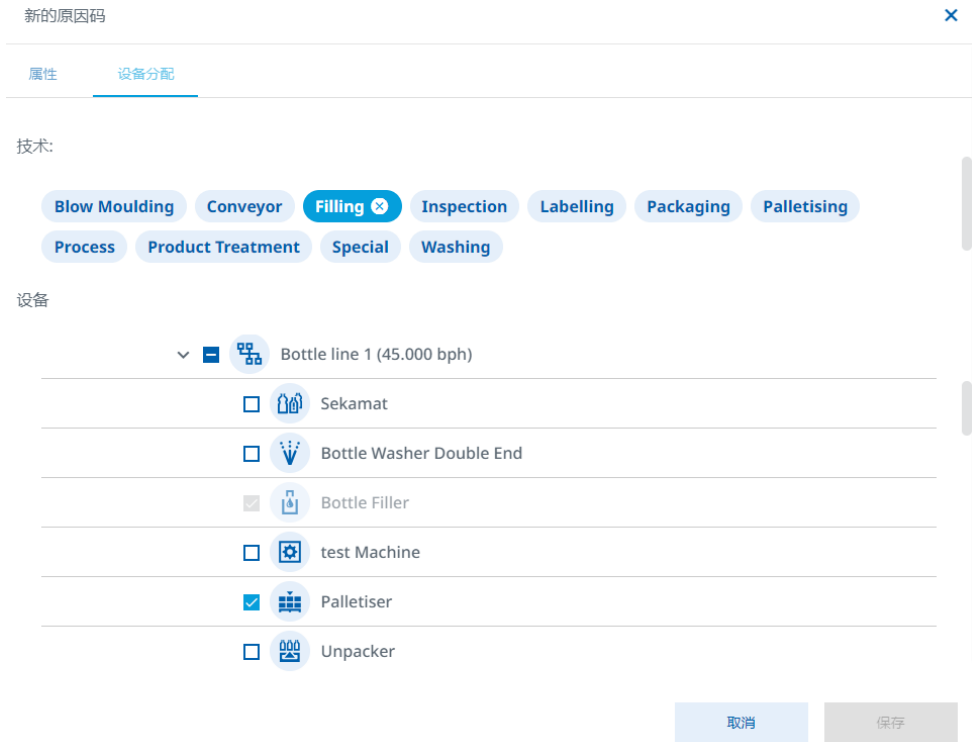 新的原因码
属性 设备分配
技术:
Blow Moulding Conveyor Filling Inspection Labelling Packaging Palletising
Process Product Treatment Special Washing
设备
Bottle line 1 (45.000 bph)
Sekamat
Bottle Washer Double End
Bottle Filler
test Machine
Palletiser
Unpacker
取消 保存